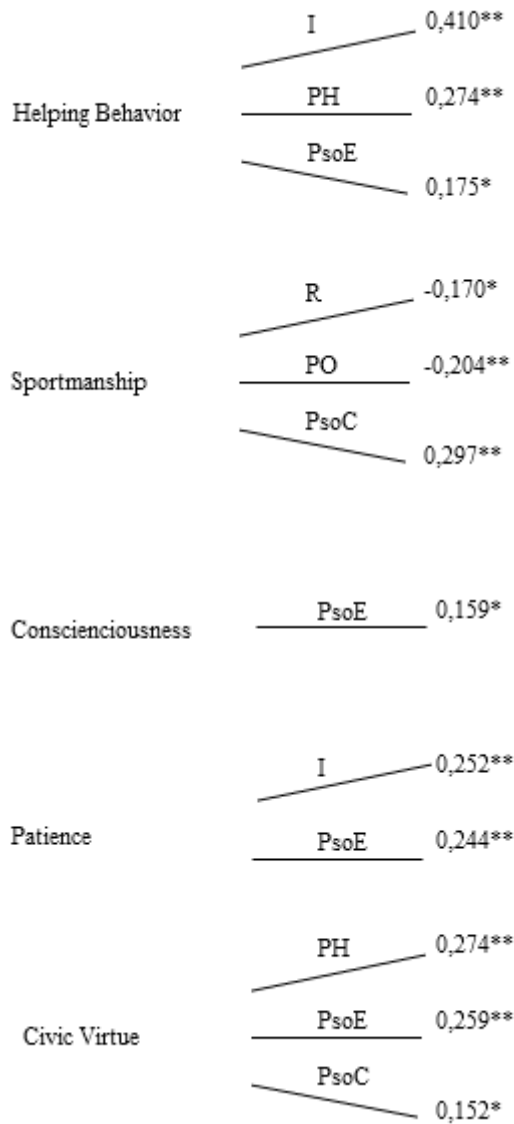 I 0,410**
Helping Behavior PH 0,274**
PsoE 0,175*
R -0,170*
Sportmanship PO -0,204**
PsoC 0,297**
Conscienciousness PsoE 0,159*
I 0,252**
Patience PsoE 0,244**
PH 0,274**
Civic Virtue PsoE 0,259**
PsoC 0,152*